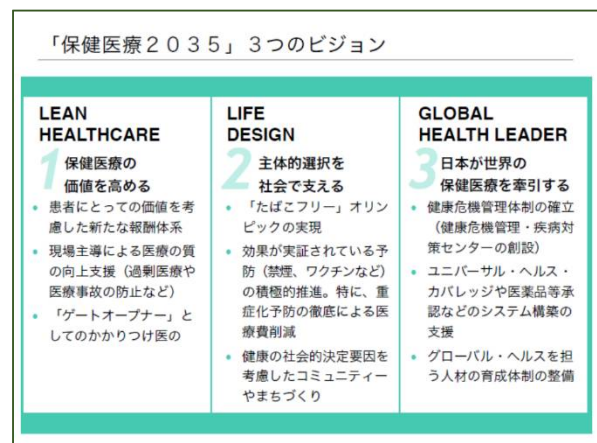 「保健医療２０３５」３つのビジョン
LEAN
HEALTHCARE
1 保健医療の
価値を高める
• 患者にとっての価値を考
慮した新たな報酬体系
• 現場主導による医療の質
の向上支援（過剰医療や
医療事故の防止など）
• 「ゲートオープナー」と
してのかかりつけ医の
LIFE
DESIGN
2 主体的選択を
社会で支える
• 「たばこフリー」オリン
ピックの実現
• 効果が実証されている予
防（禁煙、ワクチンなど）
の積極的推進。特に、重
症化予防の徹底による医
療費削減
• 健康の社会的決定要因を
考慮したコミュニティー
やまちづくり
GLOBAL
HEALTH LEADER
3 日本が世界の
保健医療を牽引する
• 健康危機管理体制の確立
（健康危機管理・疾病対
策センターの創設）
• ユニバーサル・ヘルス・
カバレッジや医薬品等承
認などのシステム構築の
支援
• グローバル・ヘルスを担
う人材の育成体制の整備